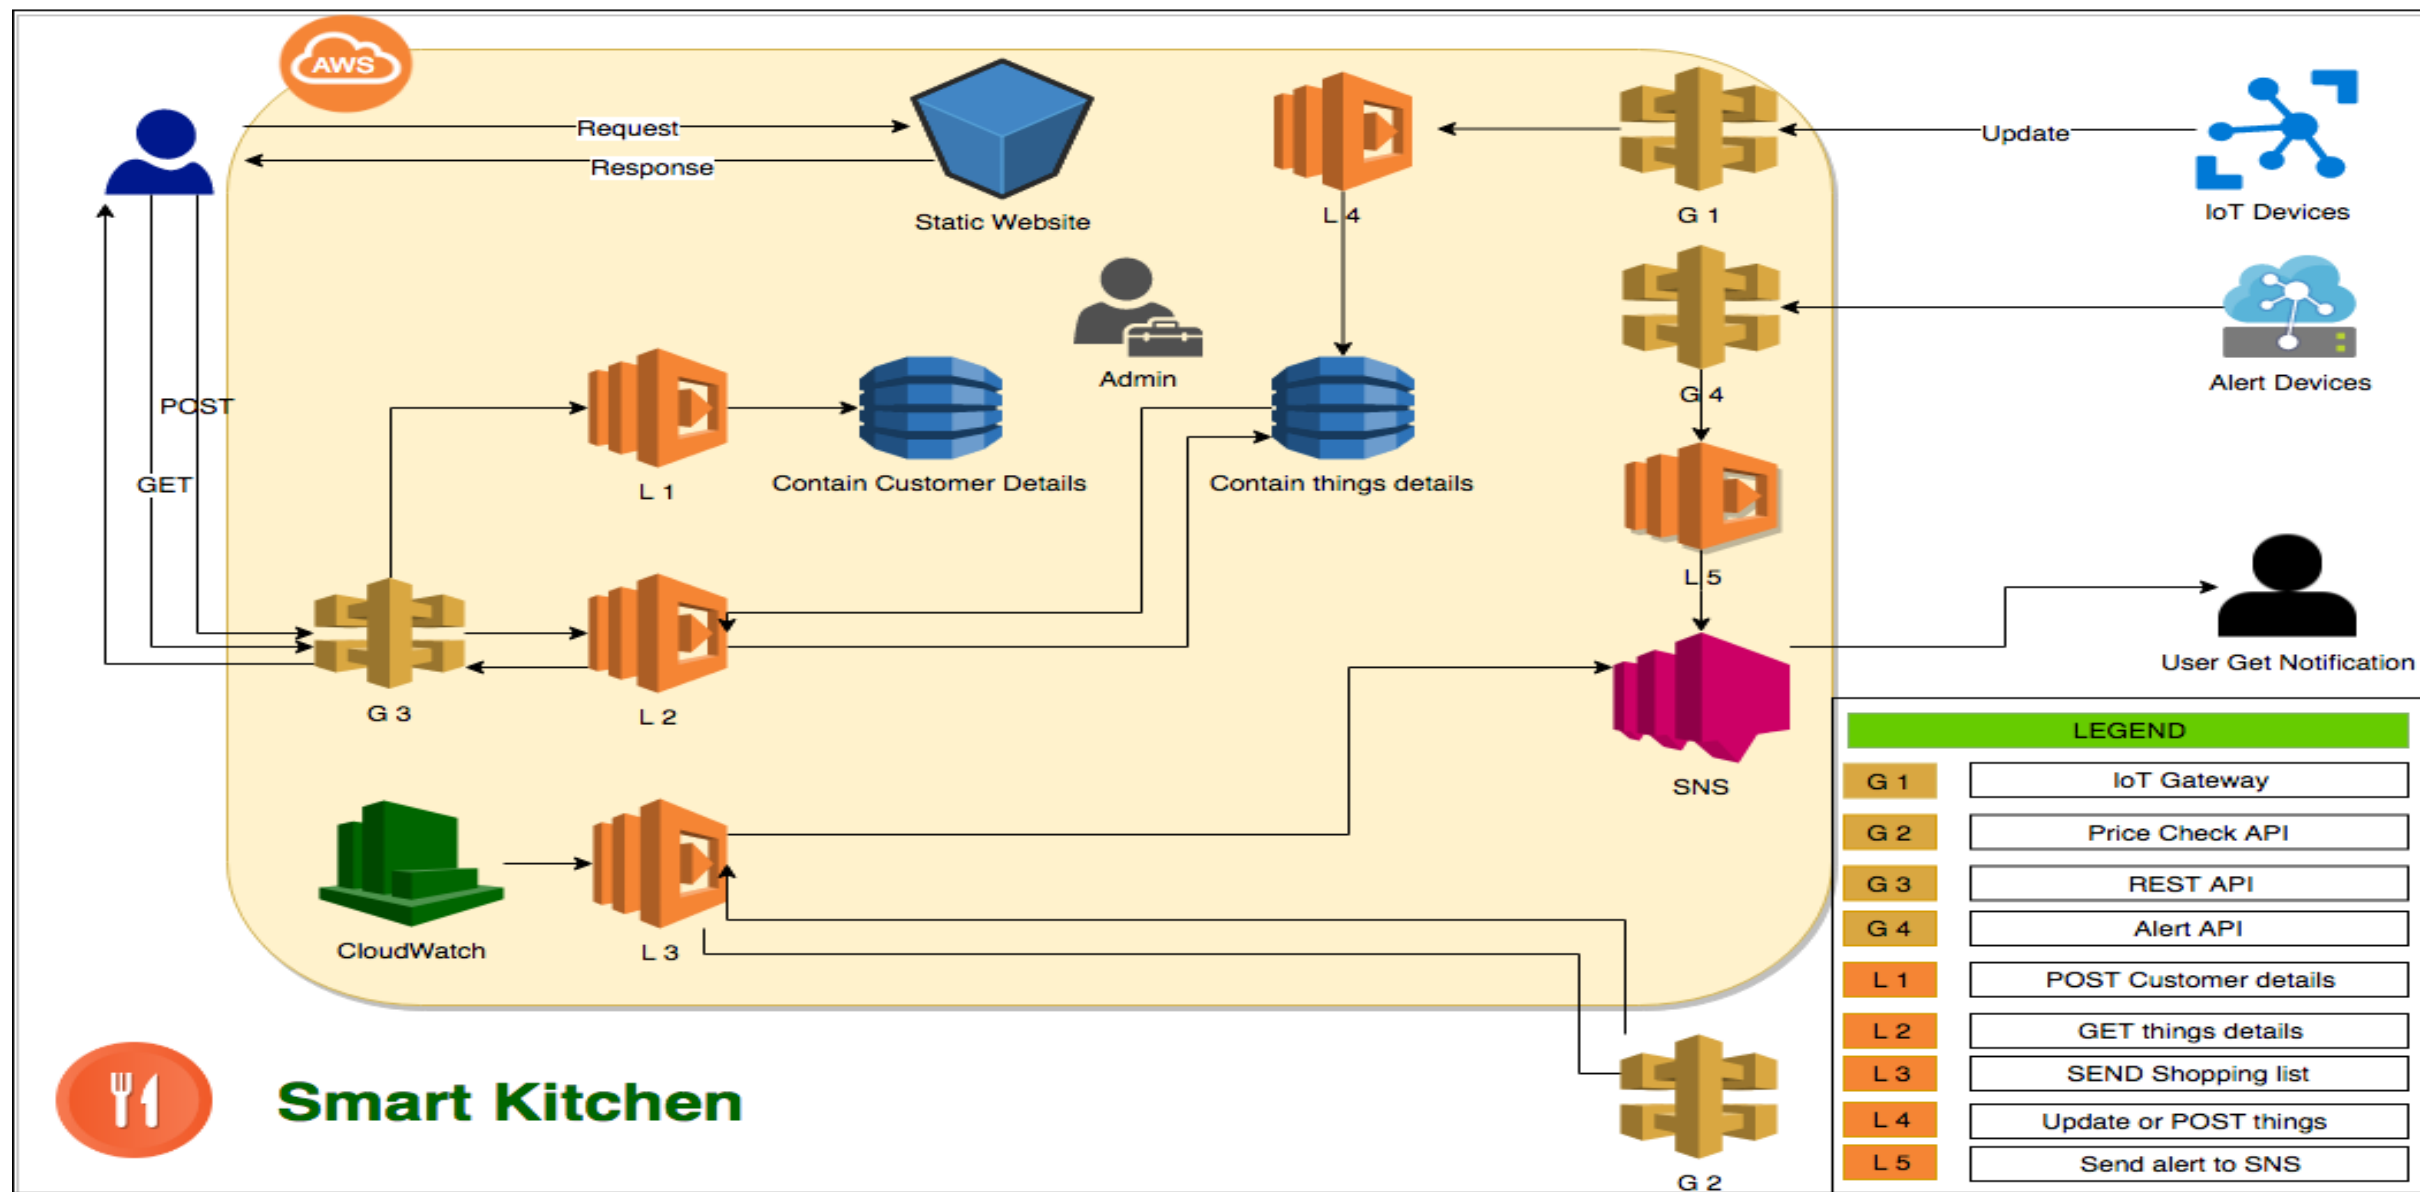 AWS
Request
Response
Static Website
L 4
G 1
Update
IoT Devices
Admin
G 4
Alert Devices
POST
GET
L 1
Contain Customer Details
Contain things details
L 5
G 3
L 2
User Get Notification
SNS
CloudWatch
L 3
Smart Kitchen
G 2
LEGEND
G 1 IoT Gateway
G 2 Price Check API
G 3 REST API
G 4 Alert API
L 1 POST Customer details
L 2 GET things details
L 3 SEND Shopping list
L 4 Update or POST things
L 5 Send alert to SNS